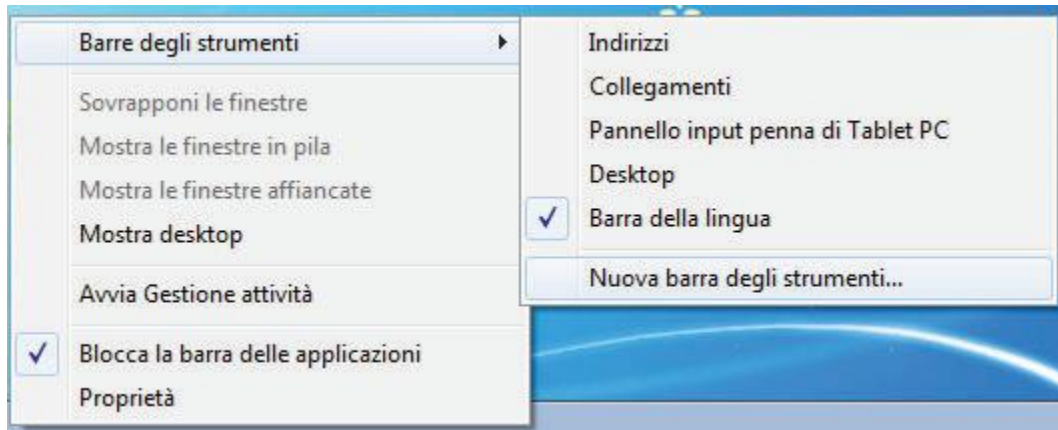 Barre degli strumenti
Sovrapponi le finestre
Mostra le finestre in pila
Mostra le finestre affiancate
Mostra desktop
Avvia Gestione attività
Blocca la barra delle applicazioni
Proprietà
Indirizzi
Collegamenti
Pannello input penna di Tablet PC
Desktop
Barra della lingua
Nuova barra degli strumenti...